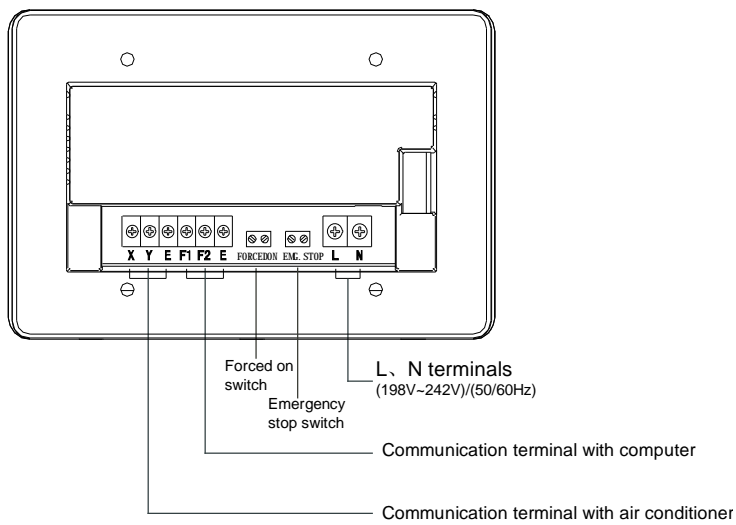 X Y E F1 F2 E FORCEDON EMG. STOP L N
Forced on
switch
Emergency
stop switch
L、N terminals
(198V~242V)/(50/60Hz)
Communication terminal with computer
Communication terminal with air conditioner